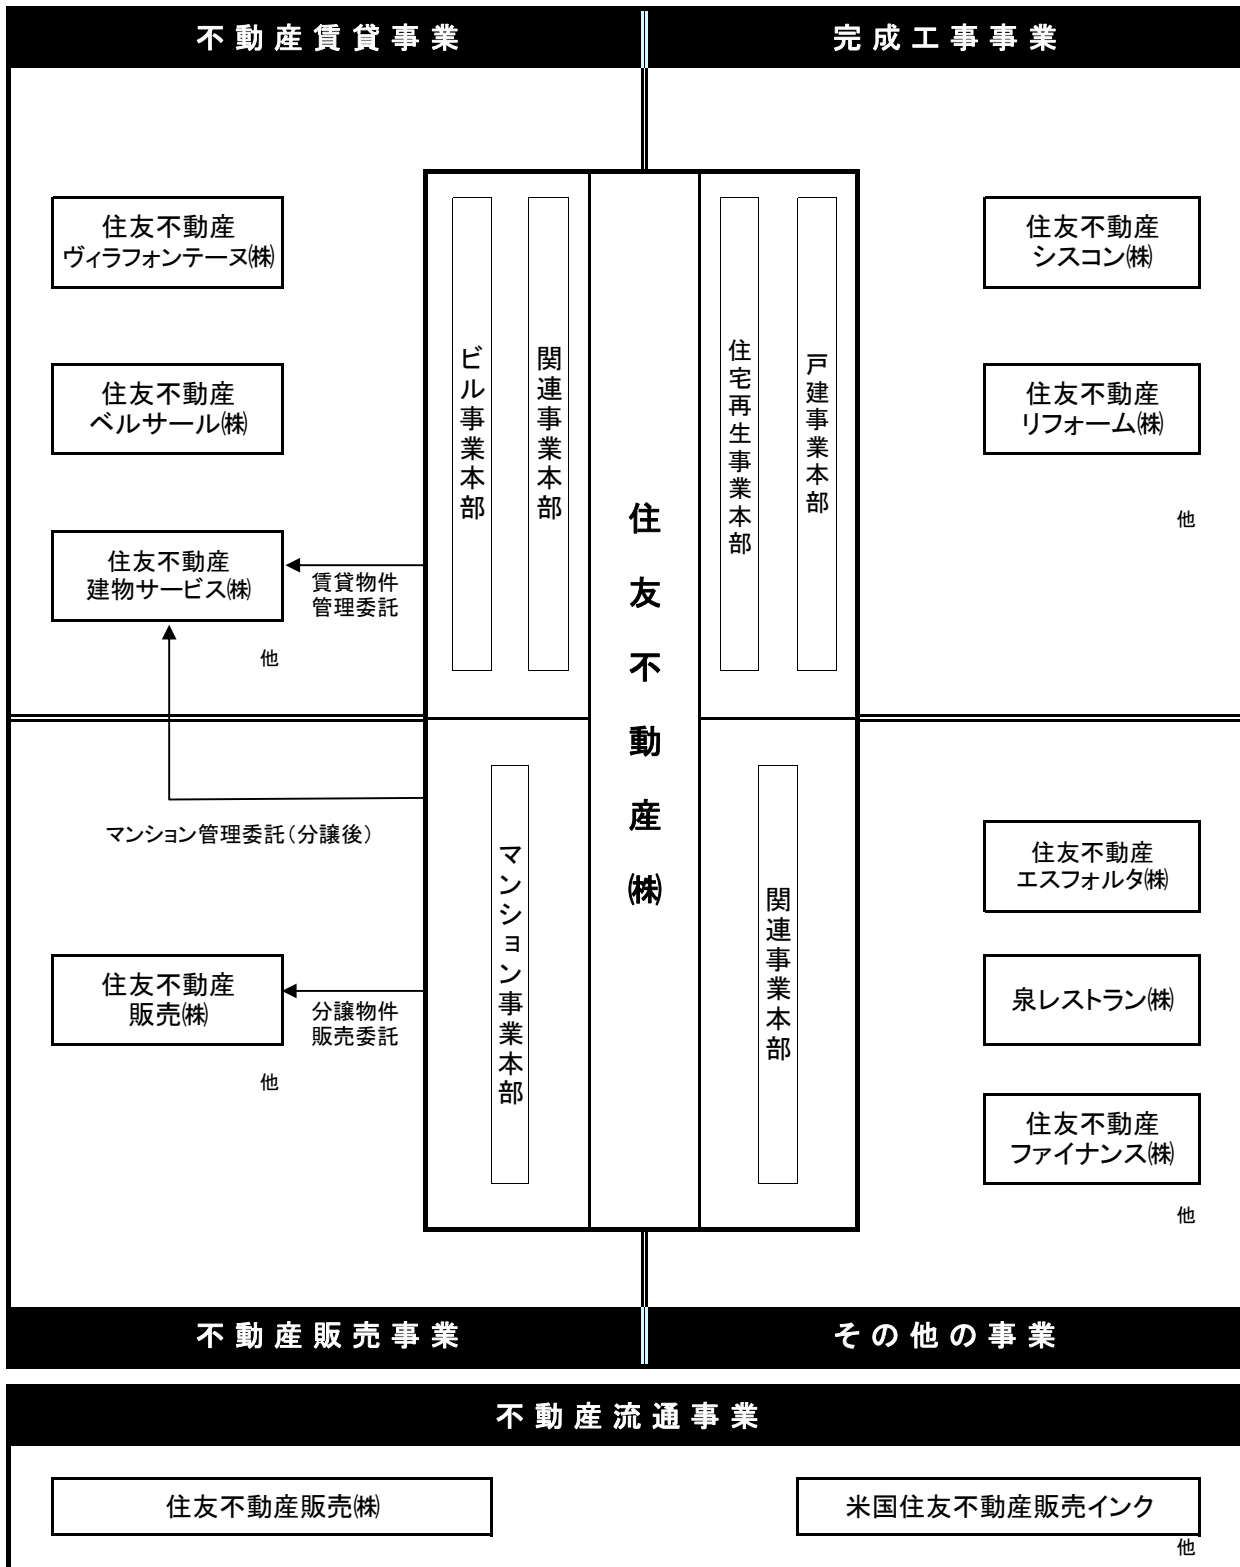 不動産賃貸事業
完成工事事業
住友不動産
ヴィラフォンテーヌ㈱
住友不動産
ベルサール㈱
住友不動産
建物サービス㈱
他
賃貸物件
管理委託
ビル事業本部
関連事業本部
住友不動産㈱
住宅再生事業本部
戸建事業本部
住友不動産
シスコン㈱
住友不動産
リフォーム㈱
他
マンション管理委託（分譲後）
住友不動産
販売㈱
他
分譲物件
販売委託
マンション事業本部
関連事業本部
住友不動産
エスフォルタ㈱
泉レストラン㈱
住友不動産
ファイナンス㈱
他
不動産販売事業
その他の事業
不動産流通事業
住友不動産販売㈱
米国住友不動産販売インク
他